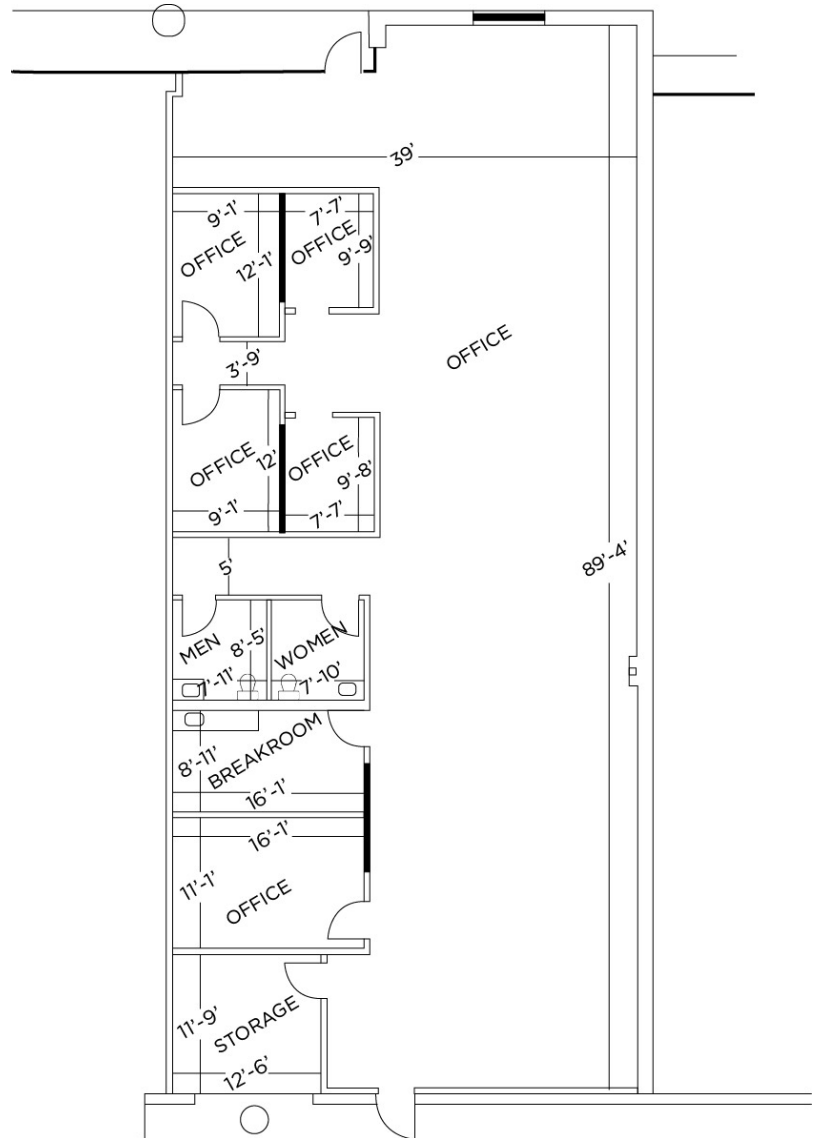 39'
9'-1'
7'-7'
OFFICE
12'-1'
OFFICE
9'-9'
3'-9'
OFFICE
OFFICE
12'
9'-1'
OFFICE
9'-8'
7'-7'
5'
89'-4'
MEN
8'-5'
7'-11'
WOMEN
7'-10'
8'-11'
BREAKROOM
16'-1'
16'-1'
11'-1'
OFFICE
11'-9'
STORAGE
12'-6'